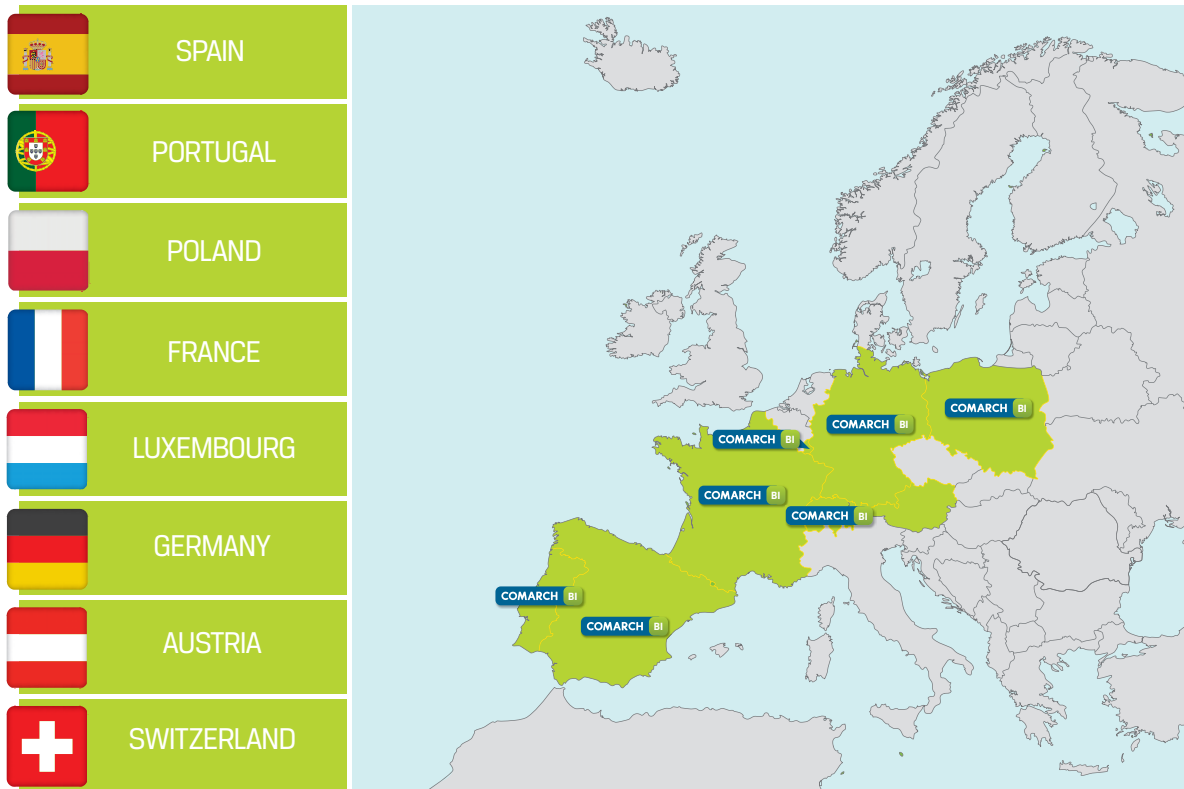 SPAIN
PORTUGAL
POLAND
FRANCE
LUXEMBOURG
GERMANY
AUSTRIA
SWITZERLAND
COMARCH BI
COMARCH BI
COMARCH BI
COMARCH BI
COMARCH BI
COMARCH BI
COMARCH BI